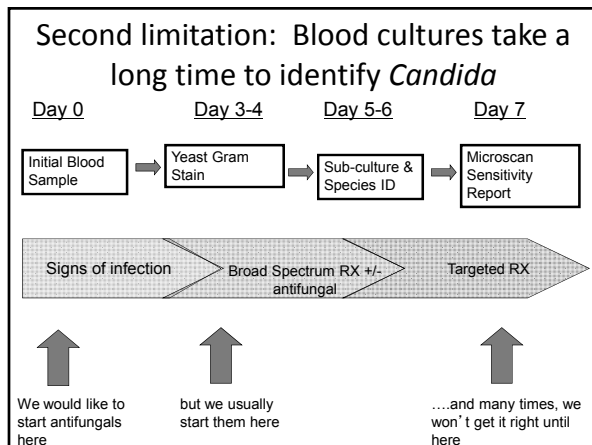 Second limitation:  Blood cultures take a
long time to identify Candida
Day 0
Day 3-4
Day 5-6
Day 7
Initial Blood
Sample
Yeast Gram
Stain
Sub-culture &
Species ID
Microscan
Sensitivity
Report
Signs of infection
Broad Spectrum RX +/-
antifungal
Targeted RX
We would like to
start antifungals
here
but we usually
start them here
….and many times, we
won’t get it right until
here